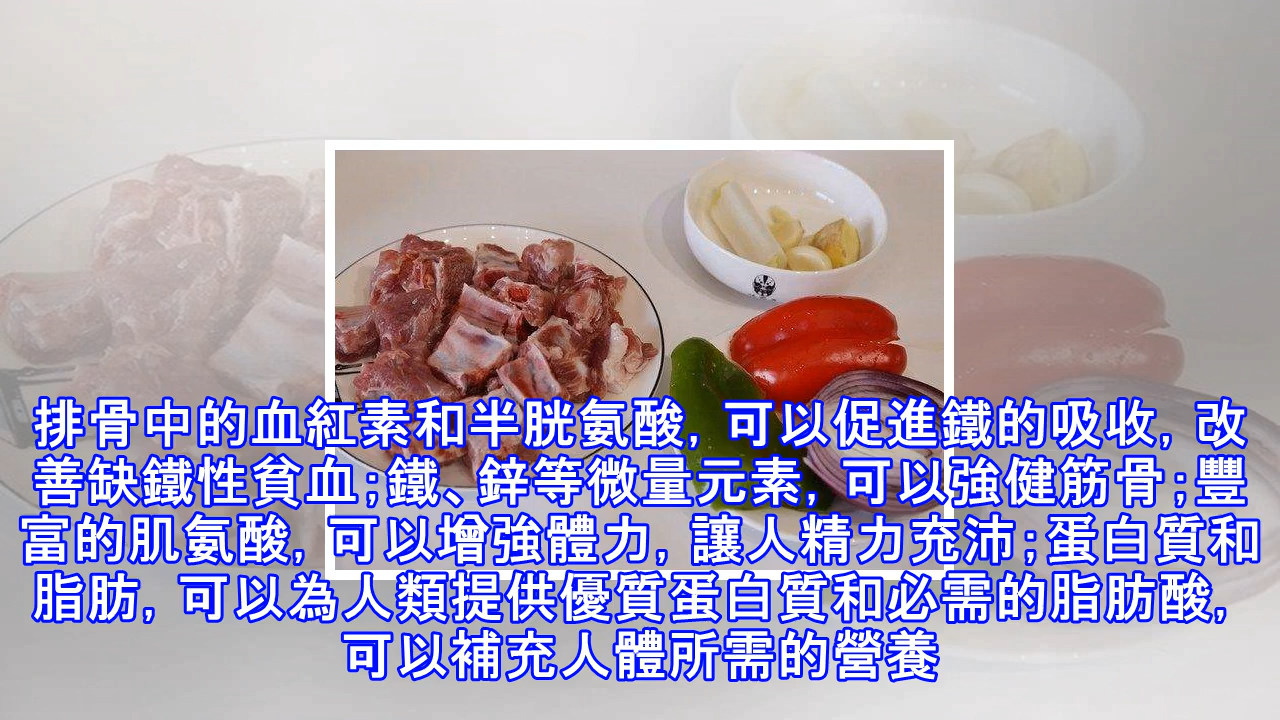 排骨中的血紅素和半胱氨酸, 可以促進鐵的吸收, 改
善缺鐵性貧血;鐵、鋅等微量元素, 可以強健筋骨;豐
富的肌氨酸, 可以增強體力, 讓人精力充沛;蛋白質和
脂肪, 可以為人類提供優質蛋白質和必需的脂肪酸,
可以補充人體所需的營養